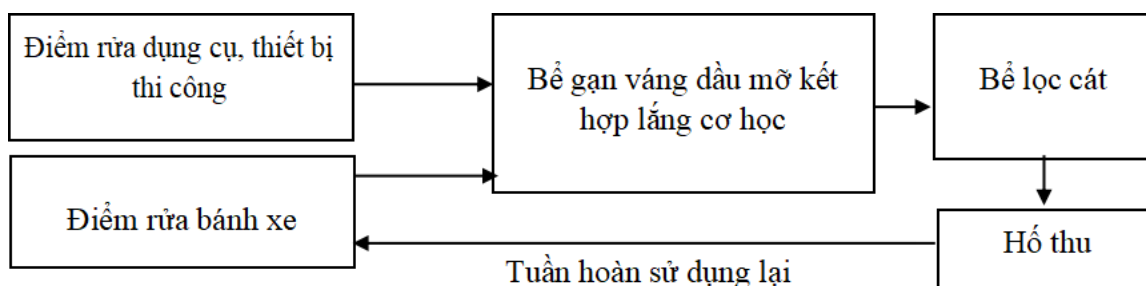 Điểm rửa dụng cụ, thiết bị
thi công
Bể gạn váng dầu mỡ kết
hợp lắng cơ học
Bể lọc cát
Điểm rửa bánh xe
Hố thu
Tuần hoàn sử dụng lại